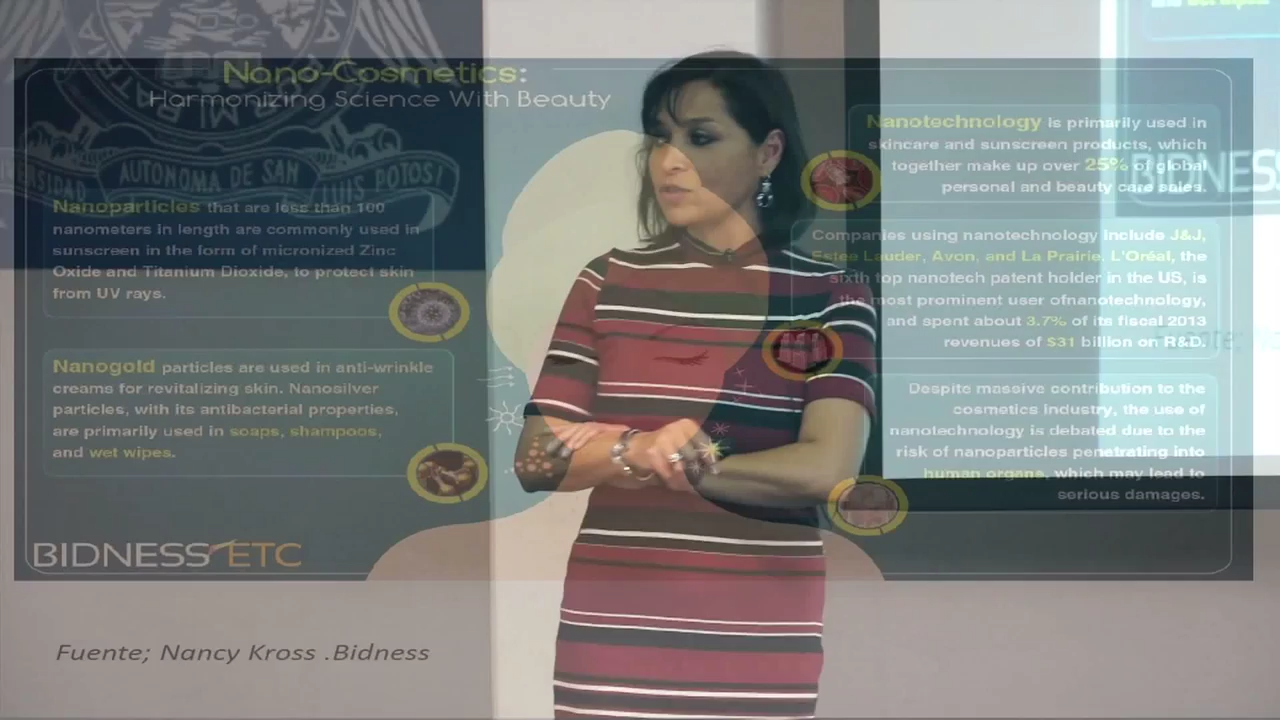 AUTONOMA DE SAN
LUIS POTOSI
Nano-Cosmetics:
Harmonizing Science With Beauty
Nanoparticles that are less than 100
nanometers in length are commonly used in
sunscreen in the form of micronized Zinc
Oxide and Titanium Dioxide, to protect skin
from UV rays.
Nanogold particles are used in anti-wrinkle
creams for revitalizing skin. Nanosilver
particles, with its antibacterial properties,
are primarily used in soaps, shampoos,
and wet wipes.
BIDNESS ETC
Nanotechnology is primarily used in
skincare and sunscreen products, which
together make up over 25% of global
personal and beauty care sales.
Companies using nanotechnology include J&J,
Estee Lauder, Avon, and La Prairie. L'Oréal, the
sixth top nanotech patent holder in the US, is
the most prominent user ofnanotechnology,
and spent about 3.7% of its fiscal 2013
revenues of $31 billion on R&D.
Despite massive contribution to the
cosmetics industry, the use of
nanotechnology is debated due to the
risk of nanoparticles penetrating into
human organs, which may lead to
serious damages.
BIDNESS
Fuente;
Fuente; Nancy Kross .Bidness